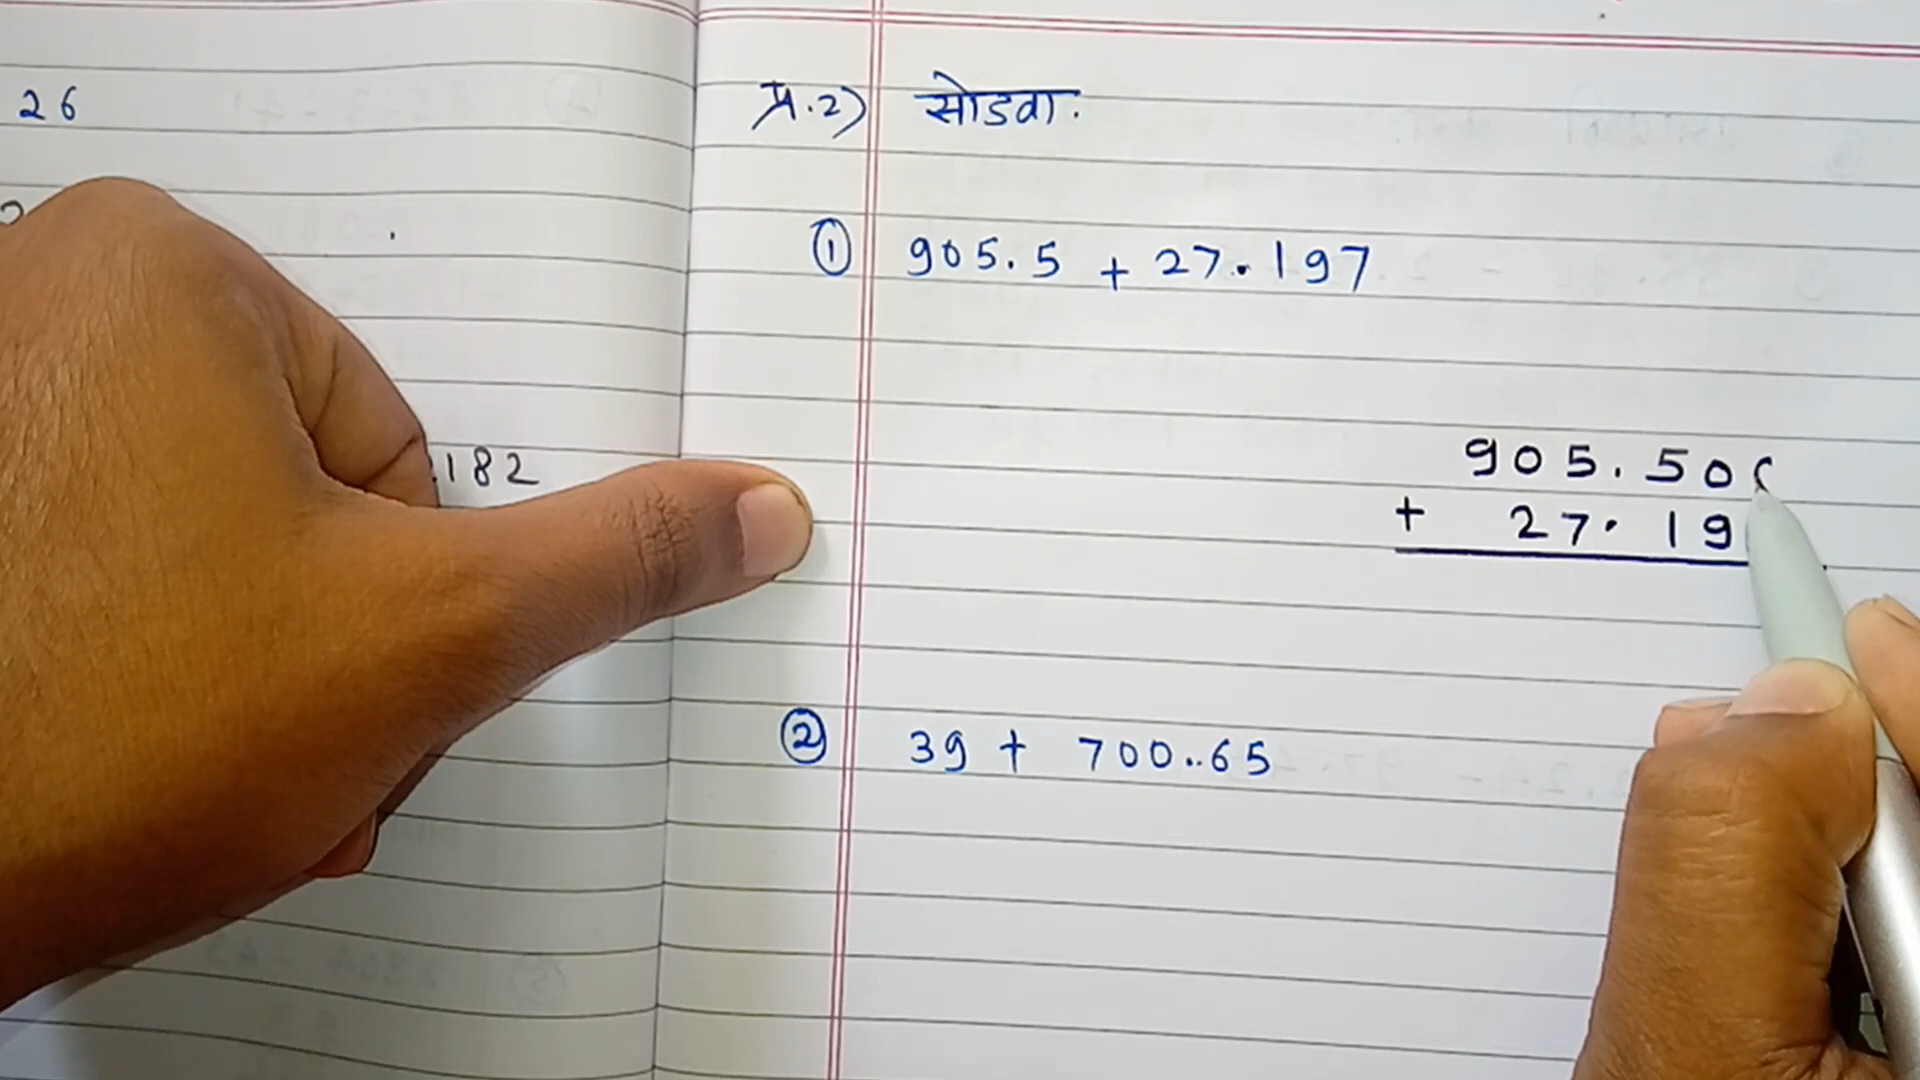 26
.182
प्र.2) सोडवा.
① 905.5 + 27.197
905.50
+ 27.19
② 39 + 700..65